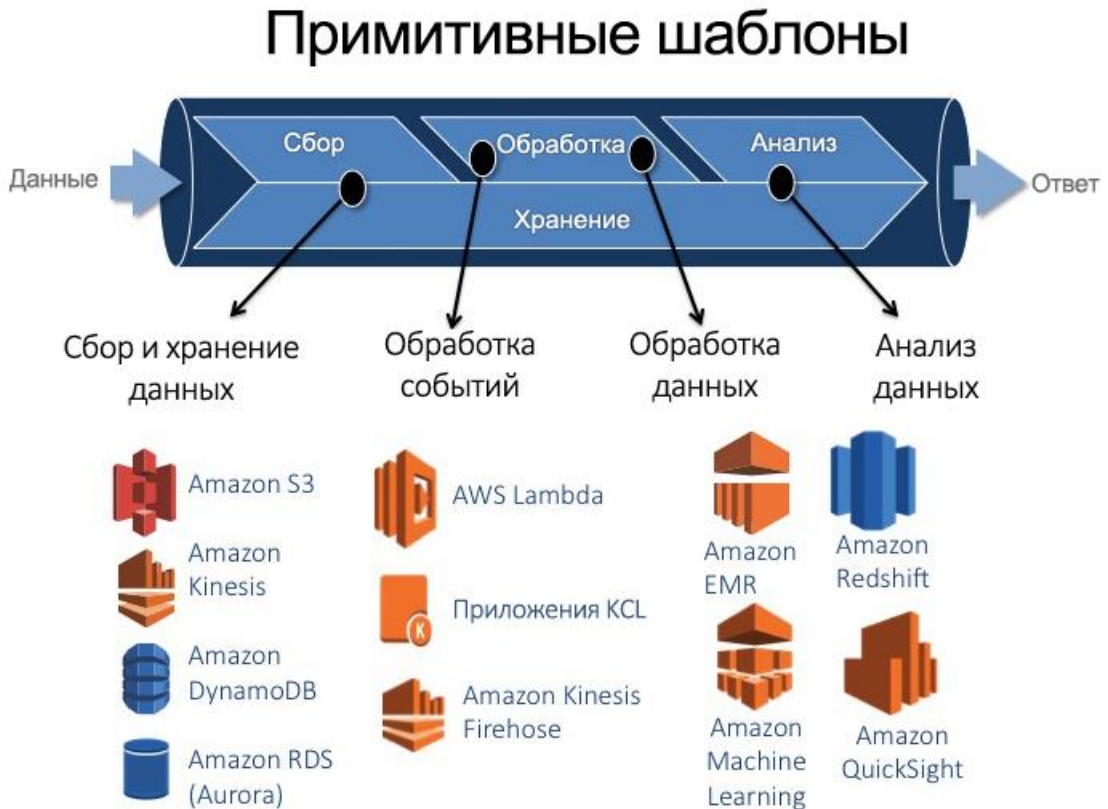 Примитивные шаблоны
Сбор
Обработка
Анализ
Данные
Ответ
Хранение
Сбор и хранение
данных
Обработка
событий
Обработка
данных
Анализ
данных
Amazon S3
Amazon
Kinesis
Amazon
DynamoDB
Amazon RDS
(Aurora)
AWS Lambda
Приложения KCL
K
Amazon Kinesis
Firehose
Amazon
EMR
Amazon
Redshift
Amazon
Machine
Learning
Amazon
QuickSight